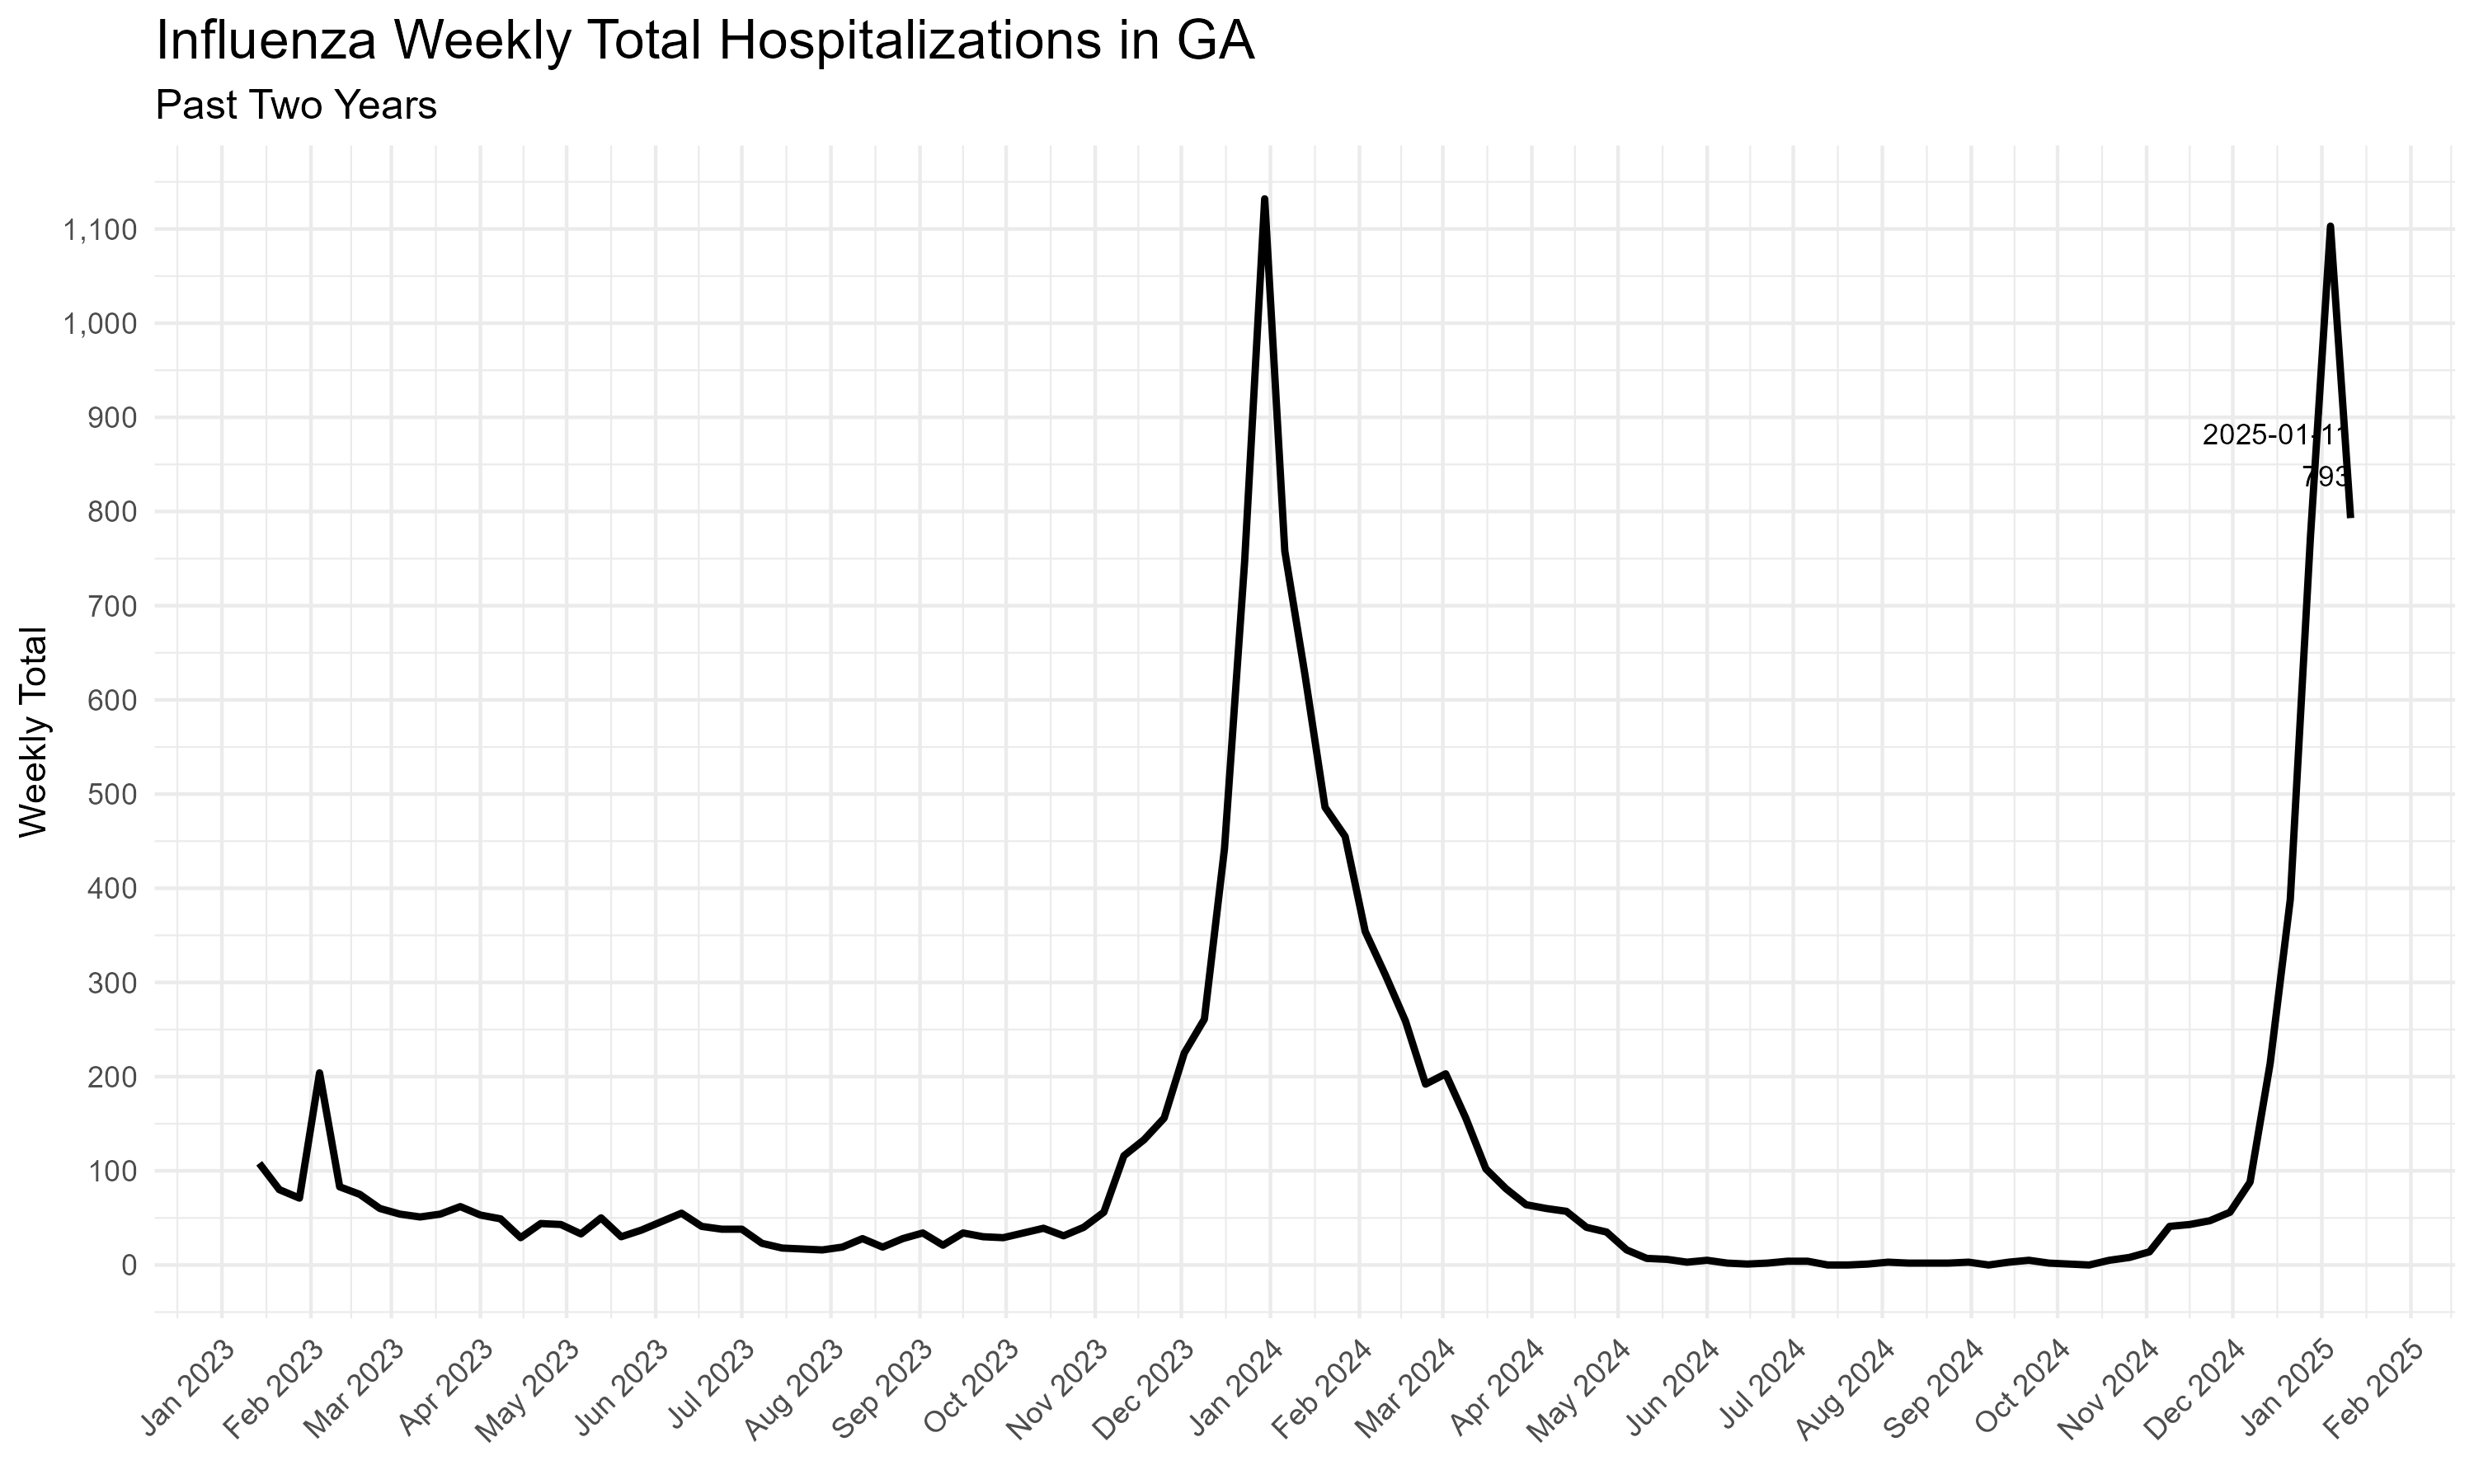 Influenza Weekly Total Hospitalizations in GA
Past Two Years
Weekly Total
1,100
1,000
900
800
700
600
500
400
300
200
100
0
2025-01-11
793
Jan 2023
Feb 2023
Mar 2023
Apr 2023
May 2023
Jun 2023
Jul 2023
Aug 2023
Sep 2023
Oct 2023
Nov 2023
Dec 2023
Jan 2024
Feb 2024
Mar 2024
Apr 2024
May 2024
Jun 2024
Jul 2024
Aug 2024
Sep 2024
Oct 2024
Nov 2024
Dec 2024
Jan 2025
Feb 2025